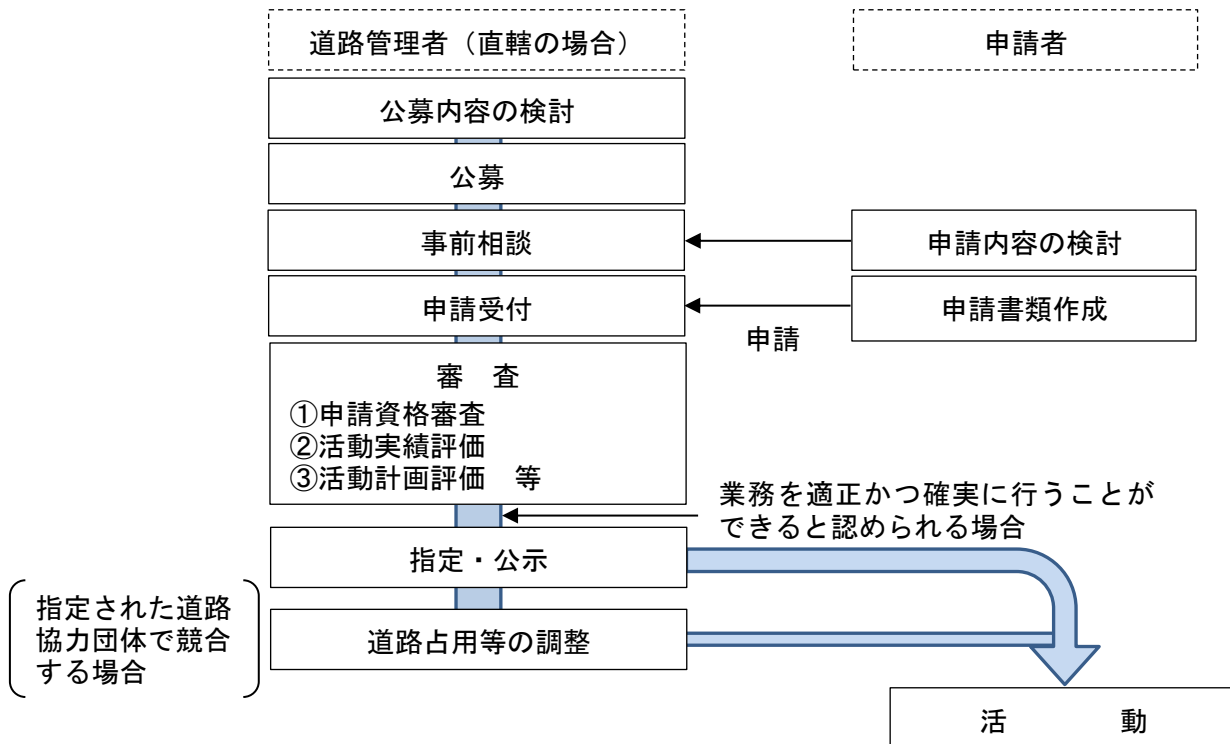 道路管理者（直轄の場合）
申請者
公募内容の検討
公募
事前相談
申請内容の検討
申請受付
申請書類作成
申請
審　査
①申請資格審査
②活動実績評価
③活動計画評価　等
業務を適正かつ確実に行うことが
できると認められる場合
指定・公示
指定された道路
協力団体で競合
する場合
道路占用等の調整
活　　　動